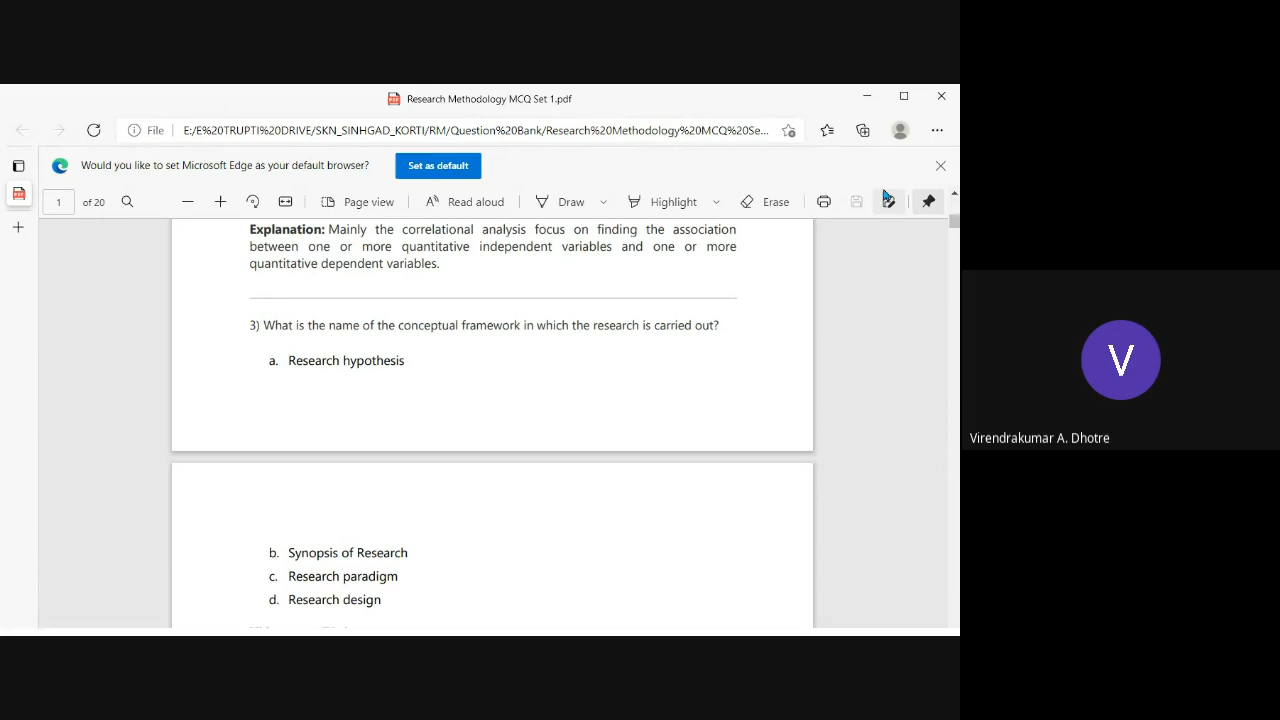 Research Methodology MCQ Set 1.pdf
File E:/E%20TRUPTI%20DRIVE/SKN_SINHGAD_KORTI/RM/Question%20Bank/Research%20Methodology%20MCQ%20Se...
Would you like to set Microsoft Edge as your default browser? Set as default
1 of 20 Page view Read aloud Draw Highlight Erase
Explanation: Mainly the correlational analysis focus on finding the association
between one or more quantitative independent variables and one or more
quantitative dependent variables.
3) What is the name of the conceptual framework in which the research is carried out?
a. Research hypothesis
b. Synopsis of Research
c. Research paradigm
d. Research design
V
Virendrakumar A. Dhotre